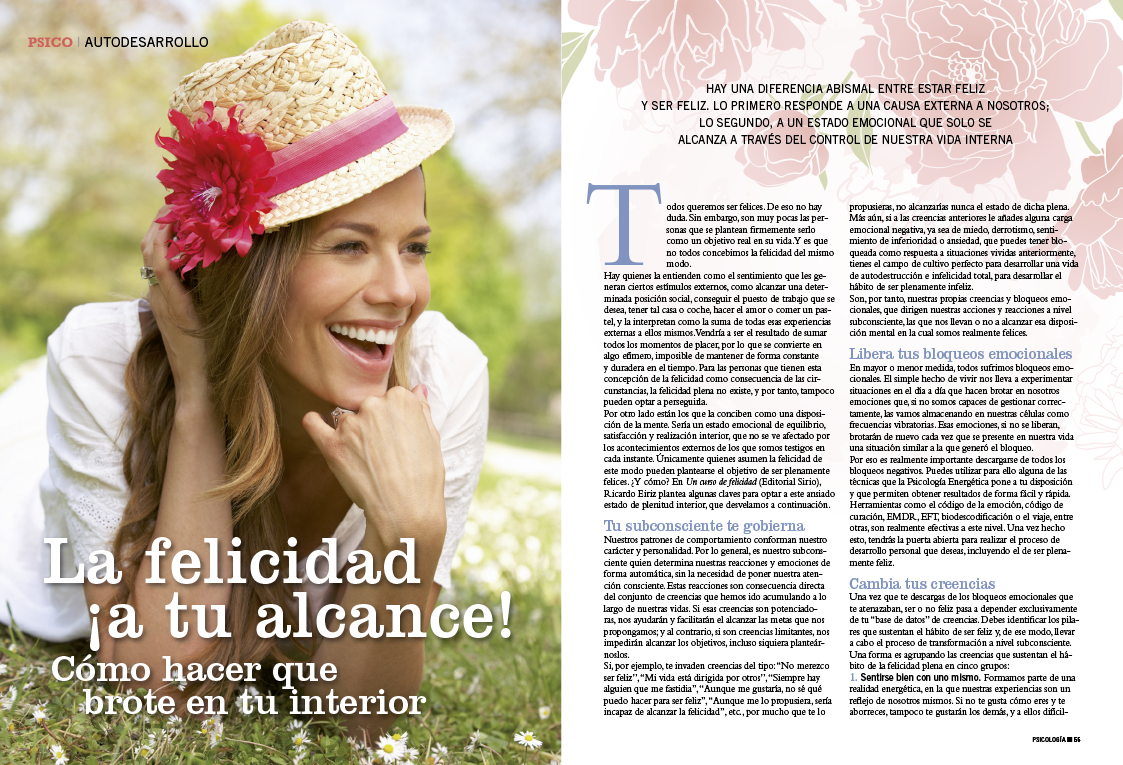 PSICO | AUTODESARROLLO
La felicidad
¡a tu alcance!
Cómo hacer que
brote en tu interior
HAY UNA DIFERENCIA ABISMAL ENTRE ESTAR FELIZ
Y SER FELIZ. LO PRIMERO RESPONDE A UNA CAUSA EXTERNA A NOSOTROS;
LO SEGUNDO, A UN ESTADO EMOCIONAL QUE SOLO SE
ALCANZA A TRAVÉS DEL CONTROL DE NUESTRA VIDA INTERNA
Todos queremos ser felices. De eso no hay
duda. Sin embargo, son muy pocas las per-
sonas que se plantean firmemente serlo
como un objetivo real en su vida. Y es que
no todos concebimos la felicidad del mismo
modo.
Hay quienes la entienden como el sentimiento que les ge-
neran ciertos estímulos externos, como alcanzar una deter-
minada posición social, conseguir el puesto de trabajo que se
desea, tener tal casa o coche, hacer el amor o comer un pas-
tel, y la interpretan como la suma de todas esas experiencias
externas a ellos mismos. Vendría a ser el resultado de sumar
todos los momentos de placer, por lo que se convierte en
algo efímero, imposible de mantener de forma constante
y duradera en el tiempo. Para las personas que tienen esta
concepción de la felicidad como consecuencia de las cir-
cunstancias, la felicidad plena no existe, y por tanto, tampoco
pueden optar a perseguirla.
Por otro lado están los que la conciben como una disposi-
ción de la mente. Sería un estado emocional de equilibrio,
satisfacción y realización interior, que no se ve afectado por
los acontecimientos externos de los que somos testigos en
cada instante. Únicamente quienes asumen la felicidad de
este modo pueden plantearse el objetivo de ser plenamente
felices. ¿Y cómo? En Un curso de felicidad (Editorial Sirio),
Ricardo Eiriz plantea algunas claves para optar a este ansiado
estado de plenitud interior, que desvelamos a continuación.
Tu subconsciente te gobierna
Nuestros patrones de comportamiento conforman nuestro
carácter y personalidad. Por lo general, es nuestro subcons-
ciente quien determina nuestras reacciones y emociones de
forma automática, sin la necesidad de poner nuestra aten-
ción consciente. Estas reacciones son consecuencia directa
del conjunto de creencias que hemos ido acumulando a lo
largo de nuestras vidas. Si esas creencias son potenciado-
ras, nos ayudarán y facilitarán el alcanzar las metas que nos
propongamos; y al contrario, si son creencias limitantes, nos
impedirán alcanzar los objetivos, incluso siquiera planteár-
noslos.
Si, por ejemplo, te invaden creencias del tipo: "No merezco
ser feliz", "Mi vida está dirigida por otros", "Siempre hay
alguien que me fastidia", "Aunque me gustaría, no sé qué
puedo hacer para ser feliz", "Aunque me lo propusiera, sería
incapaz de alcanzar la felicidad", etc., por mucho que te lo
propusieras, no alcanzarías nunca el estado de dicha plena.
Más aún, si a las creencias anteriores le añades alguna carga
emocional negativa, ya sea de miedo, derrotismo, senti-
miento de inferioridad o ansiedad, que puedes tener blo-
queada como respuesta a situaciones vividas anteriormente,
tienes el campo de cultivo perfecto para desarrollar una vida
de autodestrucción e infelicidad total, para desarrollar el
hábito de ser plenamente infeliz.
Son, por tanto, nuestras propias creencias y bloqueos emo-
cionales, que dirigen nuestras acciones y reacciones a nivel
subconsciente, las que nos llevan o no a alcanzar esa disposi-
ción mental en la cual somos realmente felices.
Libera tus bloqueos emocionales
En mayor o menor medida, todos sufrimos bloqueos emo-
cionales. El simple hecho de vivir nos lleva a experimentar
situaciones en el día a día que hacen brotar en nosotros
emociones que, si no somos capaces de gestionar correc-
tamente, las vamos almacenando en nuestras células como
frecuencias vibratorias. Esas emociones, si no se liberan,
brotarán de nuevo cada vez que se presente en nuestra vida
una situación similar a la que generó el bloqueo.
Por eso es realmente importante descargarse de todos los
bloqueos negativos. Puedes utilizar para ello alguna de las
técnicas que la Psicología Energética pone a tu disposición
y que permiten obtener resultados de forma fácil y rápida.
Herramientas como el código de la emoción, código de
curación, EMDR, EFT, biodescodificación o el viaje, entre
otras, son realmente efectivas a este nivel. Una vez hecho
esto, tendrás la puerta abierta para realizar el proceso de
desarrollo personal que deseas, incluyendo el de ser plena-
mente feliz.
Cambia tus creencias
Una vez que te descargas de los bloqueos emocionales que
te atenazaban, ser o no feliz pasa a depender exclusivamente
de tu "base de datos" de creencias. Debes identificar los pila-
res que sustentan el hábito de ser feliz y, de ese modo, llevar
a cabo el proceso de transformación a nivel subconsciente.
Una forma es agrupando las creencias que sustentan el há-
bito de la felicidad plena en cinco grupos:
1. Sentirse bien con uno mismo. Formamos parte de una
realidad energética, en la que nuestras experiencias son un
reflejo de nosotros mismos. Si no te gusta cómo eres y te
aborreces, tampoco te gustarán los demás, y a ellos difícil-
PSICOLOGÍA 55